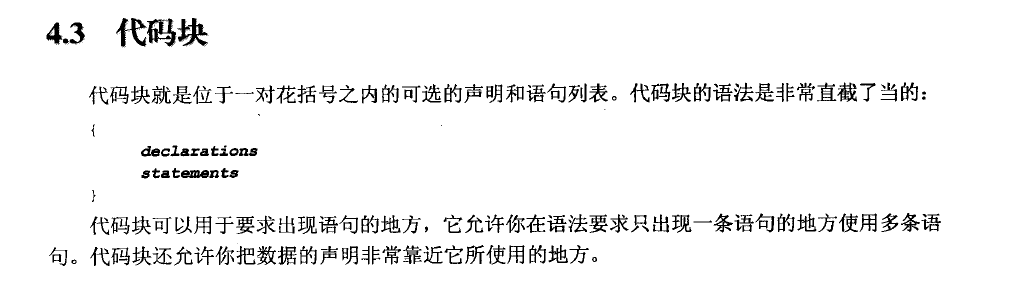 4.3 代码块
代码块就是位于一对花括号之内的可选的声明和语句列表。代码块的语法是非常直截了当的：
{
declarations
statements
}
代码块可以用于要求出现语句的地方，它允许你在语法要求只出现一条语句的地方使用多条语
句。代码块还允许你把数据的声明非常靠近它所使用的地方。